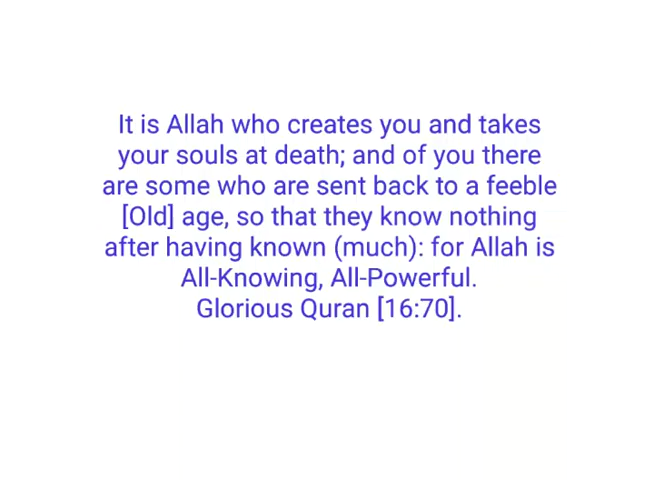 It is Allah who creates you and takes
your souls at death; and of you there
are some who are sent back to a feeble
[Old] age, so that they know nothing
after having known (much): for Allah is
All-Knowing, All-Powerful.
Glorious Quran [16:70].